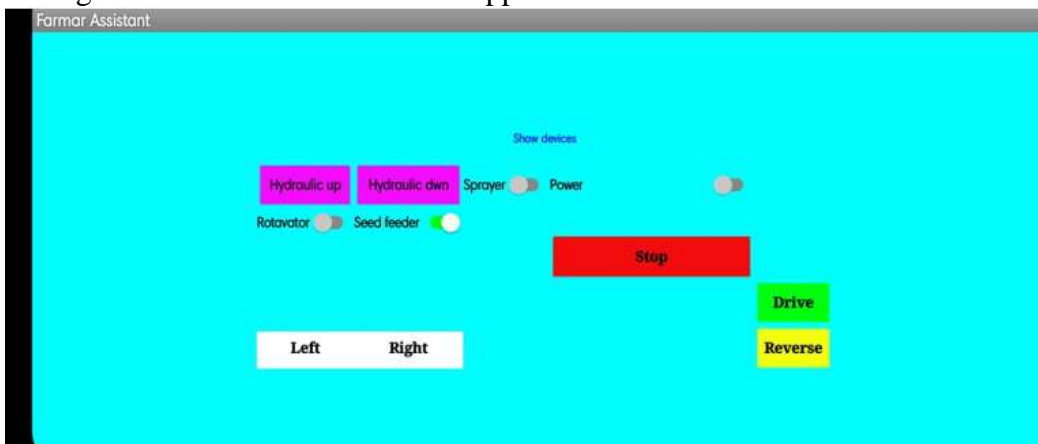 Farmar Assistant
Show devices
Hydraulic up Hydraulic dwn Sprayer Power
Rotavator Seed feeder
Stop
Drive
Left Right Reverse